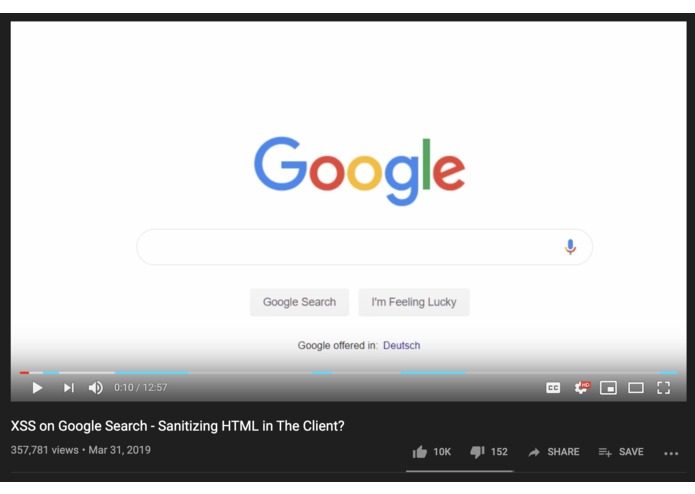 Google
Google Search I'm Feeling Lucky
Google offered in: Deutsch
0:10 / 12:57 CC HD
XSS on Google Search - Sanitizing HTML in The Client?
357,781 views • Mar 31, 2019 10K 152 SHARE SAVE